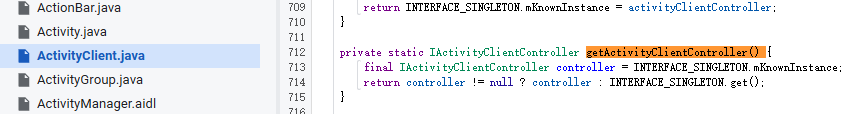 ActionBar.java
Activity.java
ActivityClient.java
ActivityGroup.java
ActivityManager.aidl
709 return INTERFACE_SINGLETON.mKnownInstance = activityClientController;
710 }
711
712 private static IActivityClientController getActivityClientController() {
713 final IActivityClientController controller = INTERFACE_SINGLETON.mKnownInstance;
714 return controller != null ? controller : INTERFACE_SINGLETON.get();
715 }
716